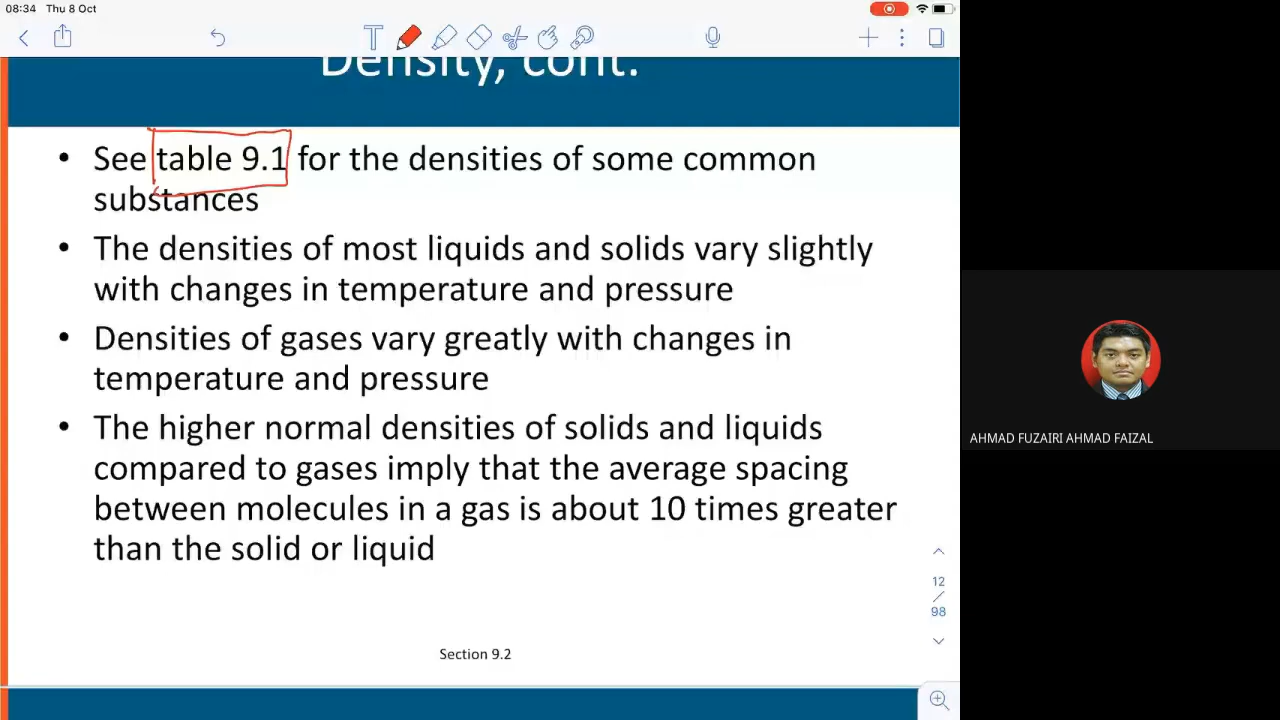 08:34 Thu 8 Oct
T
Density, cont.
• See table 9.1 for the densities of some common
substances
• The densities of most liquids and solids vary slightly
with changes in temperature and pressure
• Densities of gases vary greatly with changes in
temperature and pressure
• The higher normal densities of solids and liquids
compared to gases imply that the average spacing
between molecules in a gas is about 10 times greater
than the solid or liquid
Section 9.2
12
/
98
AHMAD FUZAIRI AHMAD FAIZAL